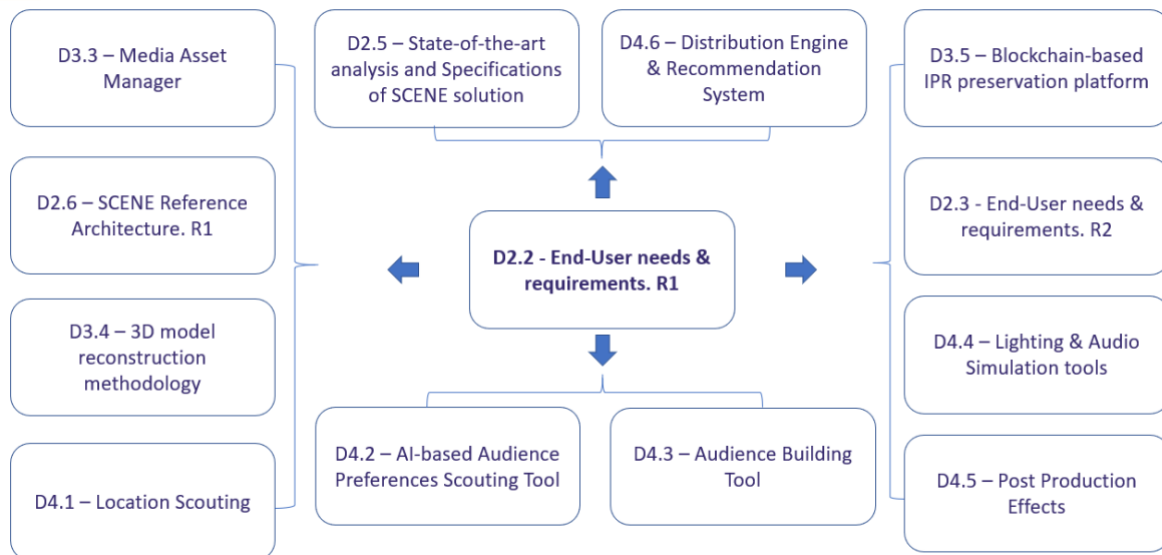 D3.3 – Media Asset
Manager
D2.5 – State-of-the-art
analysis and Specifications
of SCENE solution
D4.6 – Distribution Engine
& Recommendation
System
D3.5 – Blockchain-based
IPR preservation platform
D2.6 – SCENE Reference
Architecture. R1
D2.2 - End-User needs &
requirements. R1
D2.3 - End-User needs &
requirements. R2
D3.4 – 3D model
reconstruction
methodology
D4.4 – Lighting & Audio
Simulation tools
D4.1 – Location Scouting
D4.2 – AI-based Audience
Preferences Scouting Tool
D4.3 – Audience Building
Tool
D4.5 – Post Production
Effects